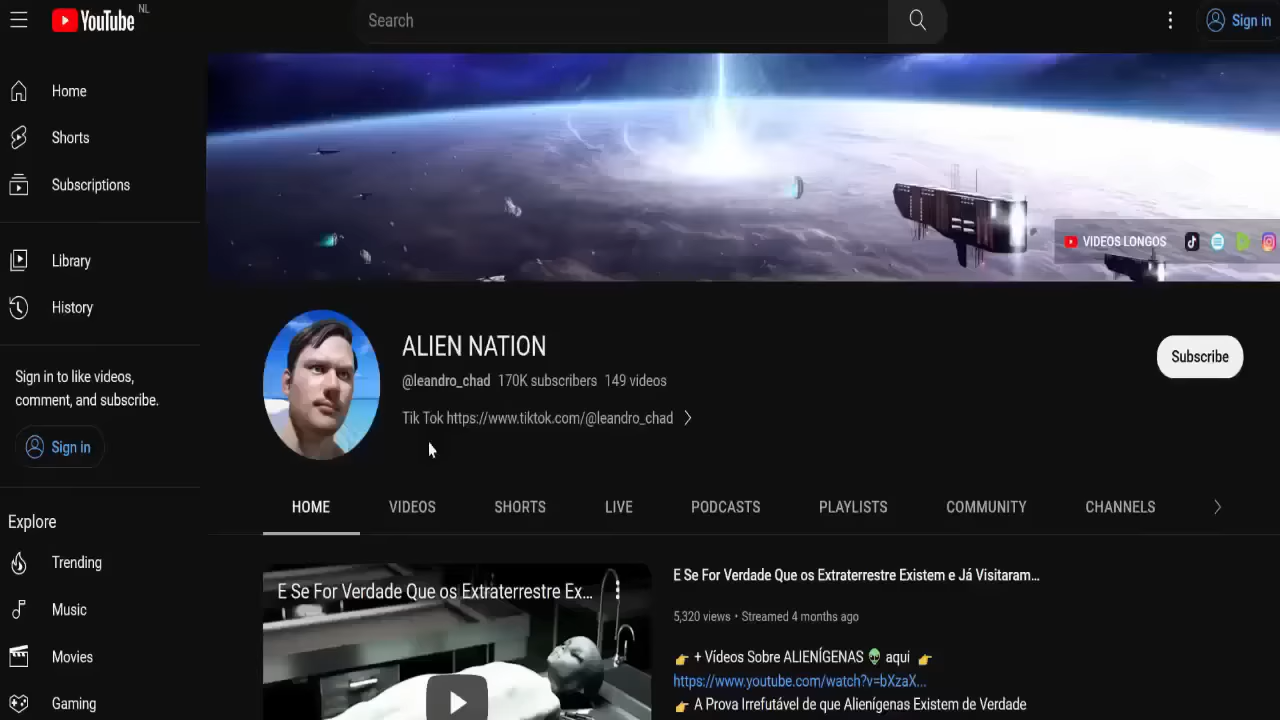 YouTube NL
Search
Sign in
Home
Shorts
Subscriptions
Library
History
Sign in to like videos,
comment, and subscribe.
Sign in
Explore
Trending
Music
Movies
Gaming
VIDEOS LONGOS
ALIEN NATION
@leandro_chad 170K subscribers 149 videos
Tik Tok https://www.tiktok.com/@leandro_chad
Subscribe
HOME VIDEOS SHORTS LIVE PODCASTS PLAYLISTS COMMUNITY CHANNELS
E Se For Verdade Que os Extraterrestre Ex...
E Se For Verdade Que os Extraterrestre Existem e Já Visitaram...
5,320 views • Streamed 4 months ago
👉 + Vídeos Sobre ALIENÍGENAS 👽 aqui 👉
https://www.youtube.com/watch?v=bXzaX...
👉 A Prova Irrefutável de que Alienígenas Existem de Verdade